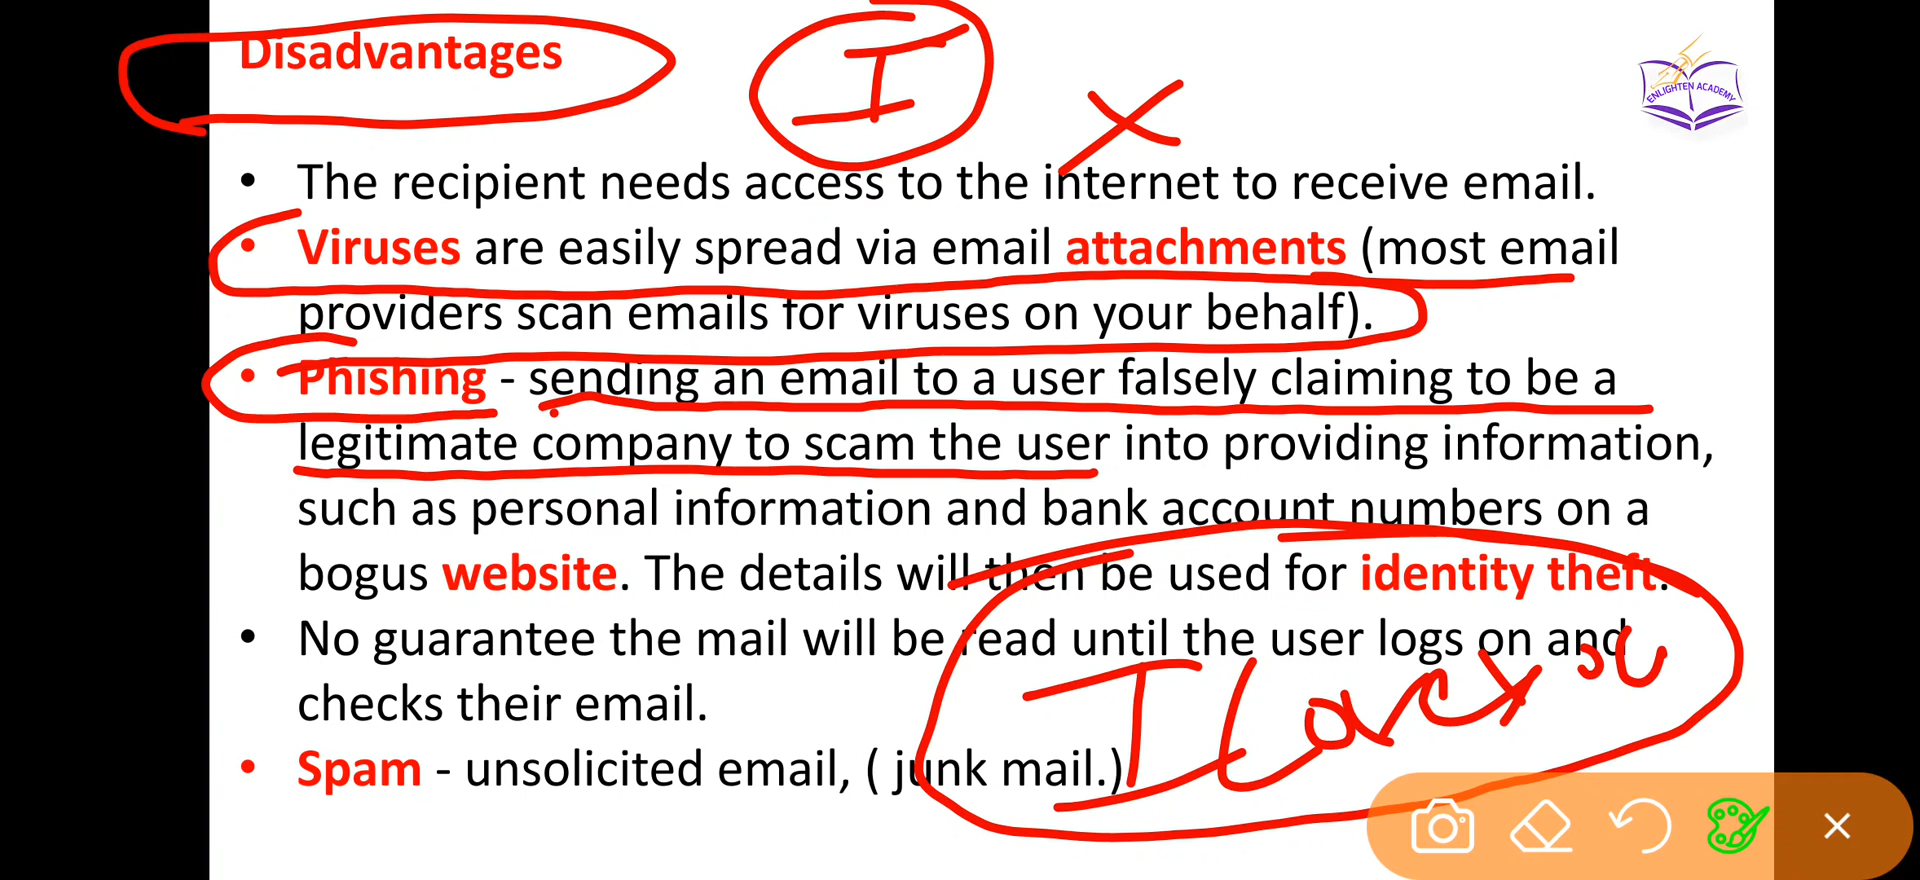 Disadvantages
I
ENLIGHTEN ACADEMY
• The recipient needs access to the internet to receive email.
• Viruses are easily spread via email attachments (most email
providers scan emails for viruses on your behalf).
• Phishing - sending an email to a user falsely claiming to be a
legitimate company to scam the user into providing information,
such as personal information and bank account numbers on a
bogus website. The details will then be used for identity theft.
• No guarantee the mail will be read until the user logs on and
checks their email.
• Spam - unsolicited email, ( junk mail.)